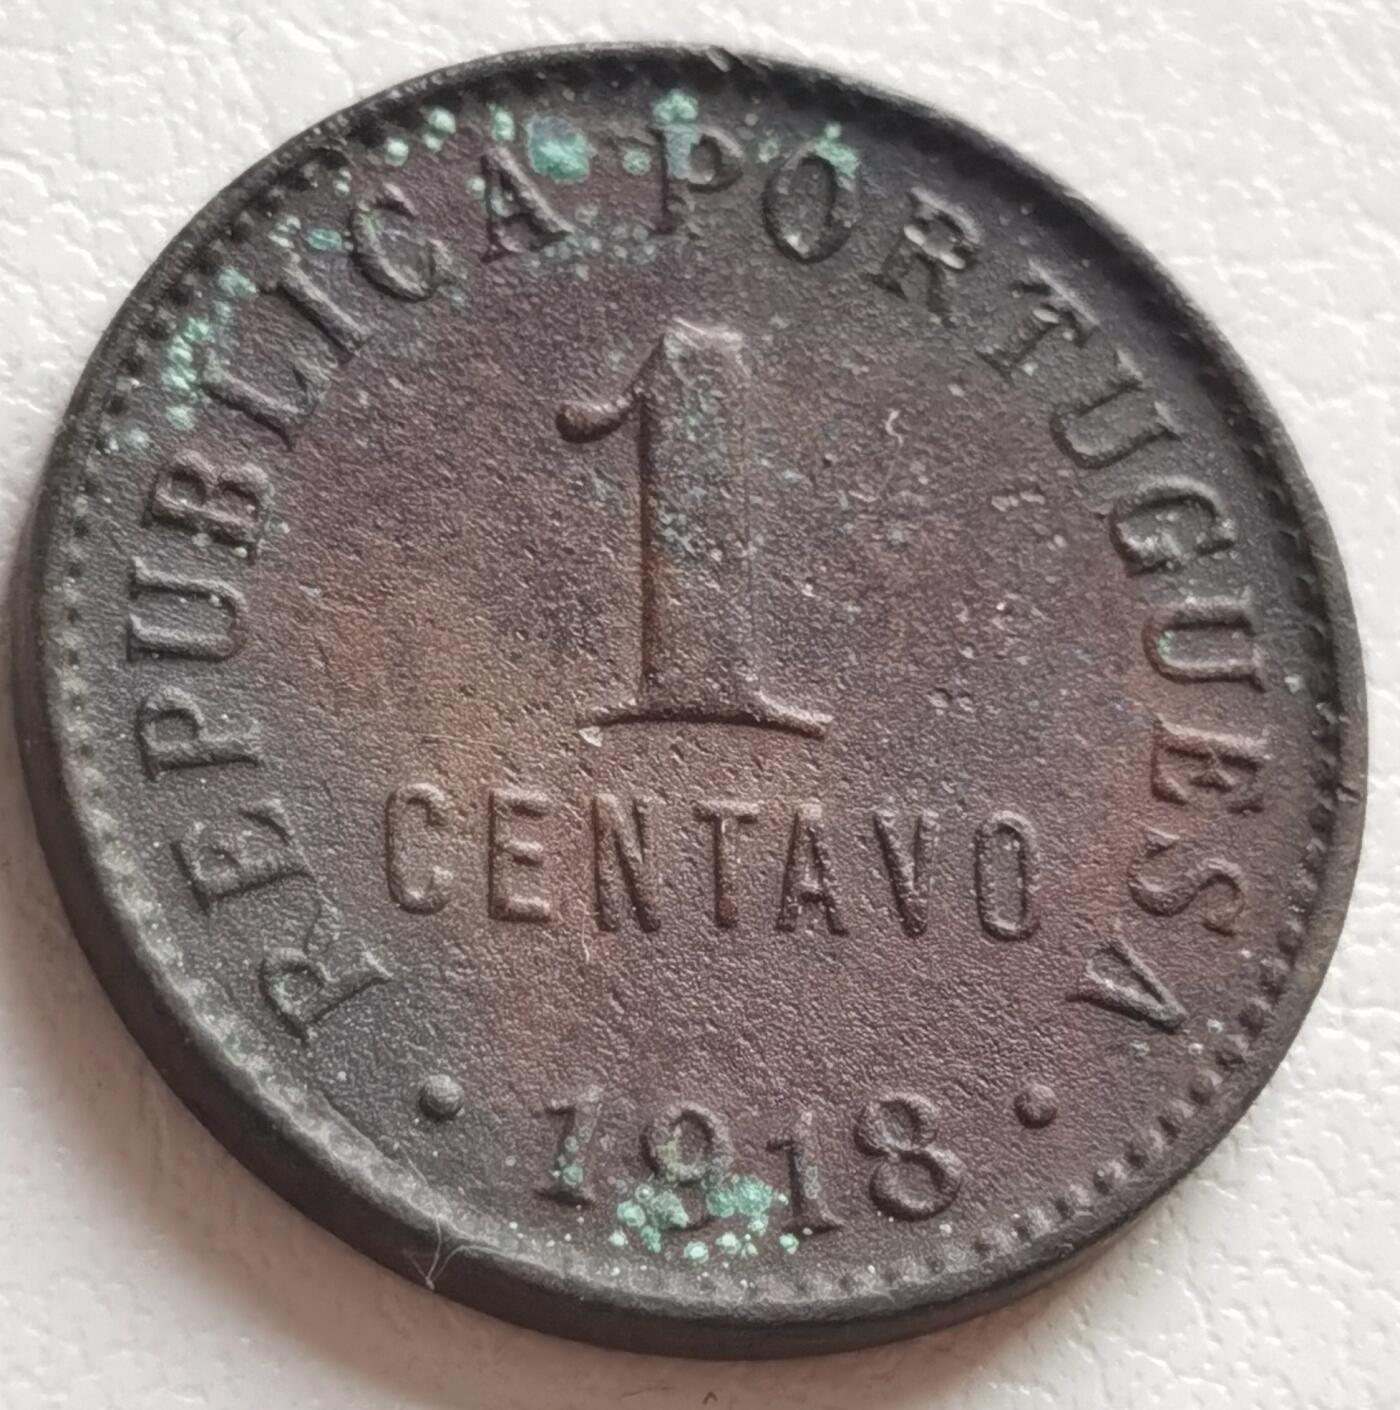 REPUBLICA PORTUGUESA
1
CENTAVO
• 1918 •